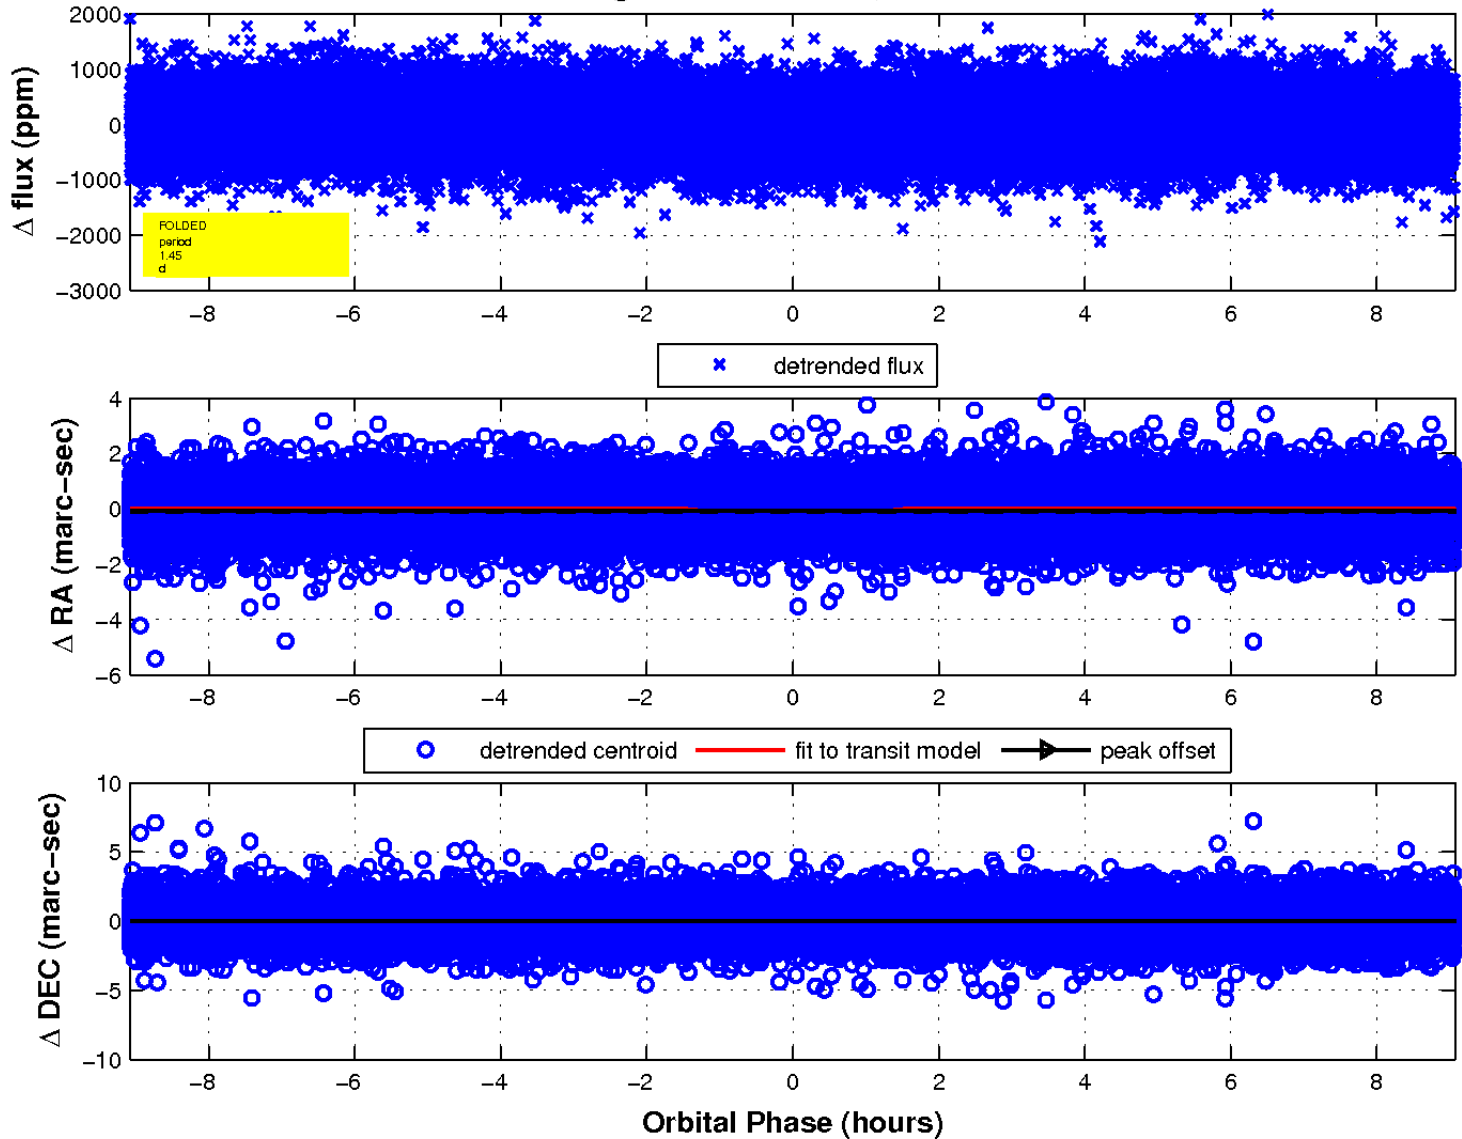 2000
1000
0
−1000
−2000
−3000
Δ flux (ppm)
FOLDED
period
1.45
d
−8 −6 −4 −2 0 2 4 6 8
detrended flux
4
2
0
−2
−4
−6
Δ RA (marc−sec)
−8 −6 −4 −2 0 2 4 6 8
detrended centroid fit to transit model peak offset
10
5
0
−5
−10
Δ DEC (marc−sec)
−8 −6 −4 −2 0 2 4 6 8
Orbital Phase (hours)